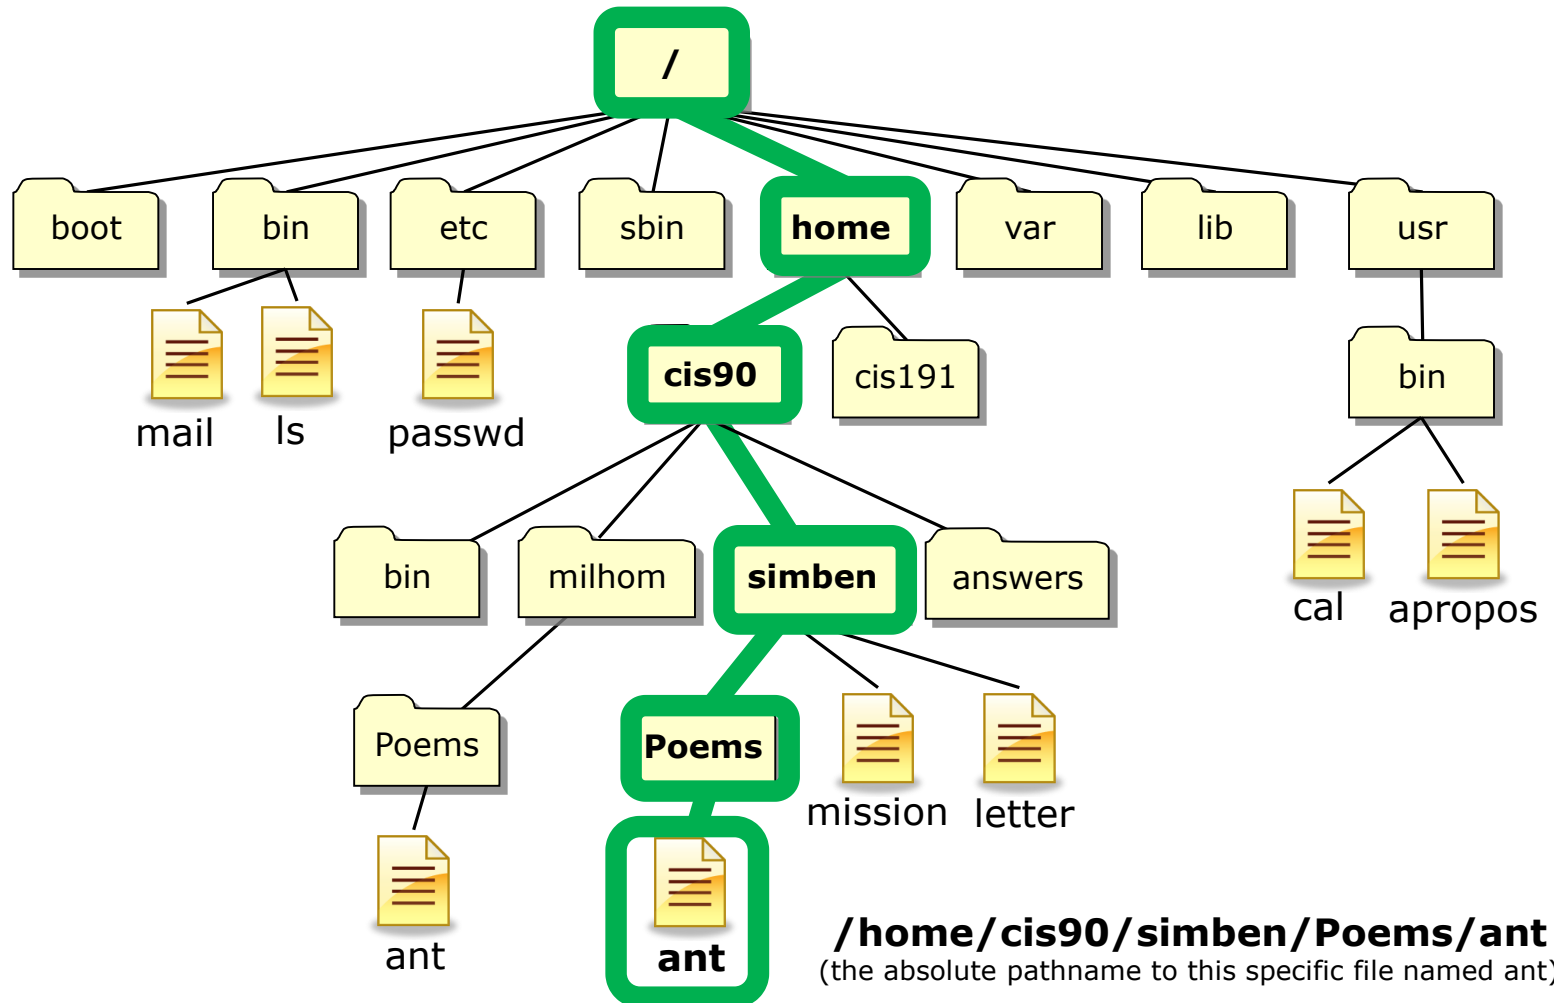 /
boot
bin
etc
sbin
home
var
lib
usr
mail
ls
passwd
cis90
cis191
bin
bin
milhom
simben
answers
cal
apropos
Poems
Poems
mission
letter
ant
ant
/home/cis90/simben/Poems/ant
(the absolute pathname to this specific file named ant)